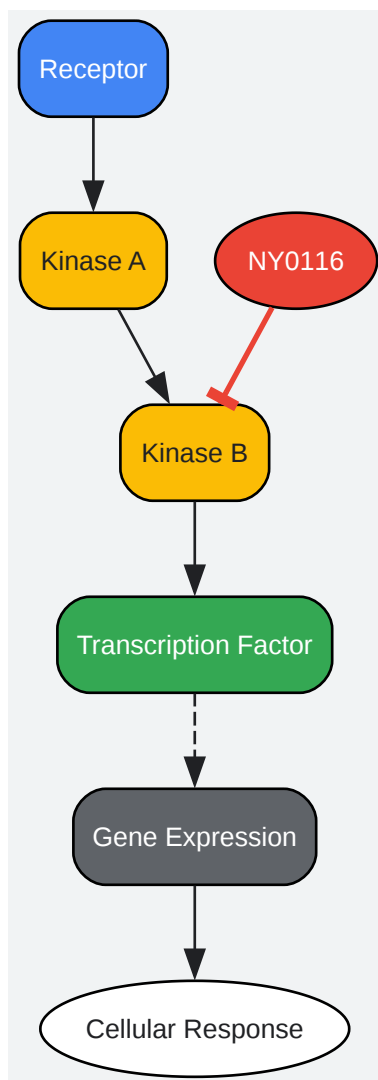 Receptor
Kinase A
NY0116
Kinase B
Transcription Factor
Gene Expression
Cellular Response